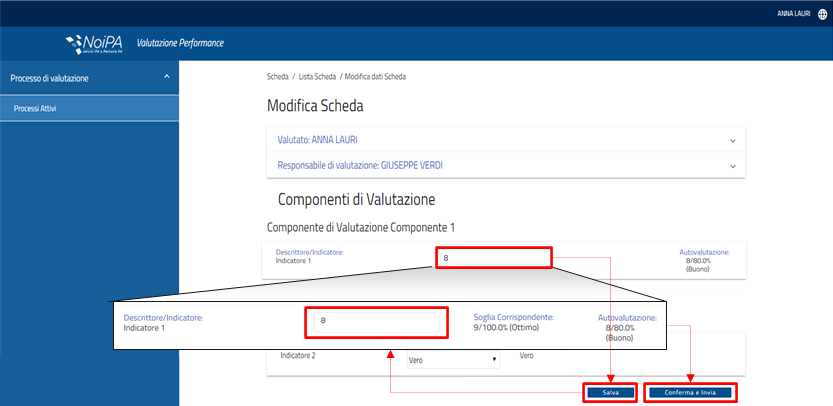 ANNA LAURI
NoiPA
servizi PA a Persone PA
Valutazione Performance
Processo di valutazione
Processi Attivi
Scheda / Lista Scheda / Modifica dati Scheda
Modifica Scheda
Valutato: ANNA LAURI
Responsabile di valutazione: GIUSEPPE VERDI
Componenti di Valutazione
Componente di Valutazione Componente 1
Descrittore/Indicatore:
Indicatore 1
8
Autovalutazione:
8/80.0%
(Buono)
Descrittore/Indicatore:
Indicatore 1
8
Soglia Corrispondente:
9/100.0% (Ottimo)
Autovalutazione:
8/80.0%
(Buono)
Indicatore 2
Vero
Vero
Salva
Conferma e Invia